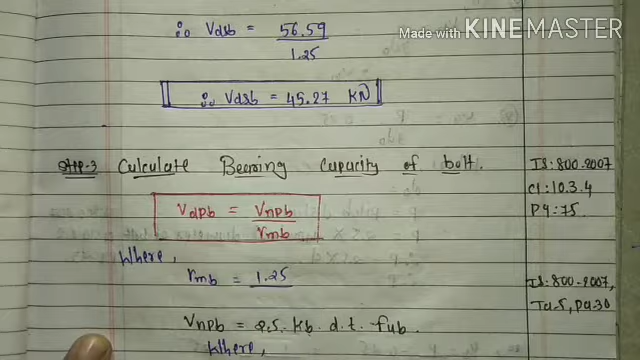 ∴ Vdsb = 56.59
1.25
Made with KINEMASTER
∴ Vdsb = 45.27 KN
Step-3 Calculate Bearing Capacity of bolt.
IS:800-2007
Cl:10.3.4
Pg:75.
Vdpb = Vnpb
γmb
Where,
γmb = 1.25
IS:800-2007,
Ta-5, Pg-30
Vnpb = 2.5. Kb. d. t. fub.
Where,